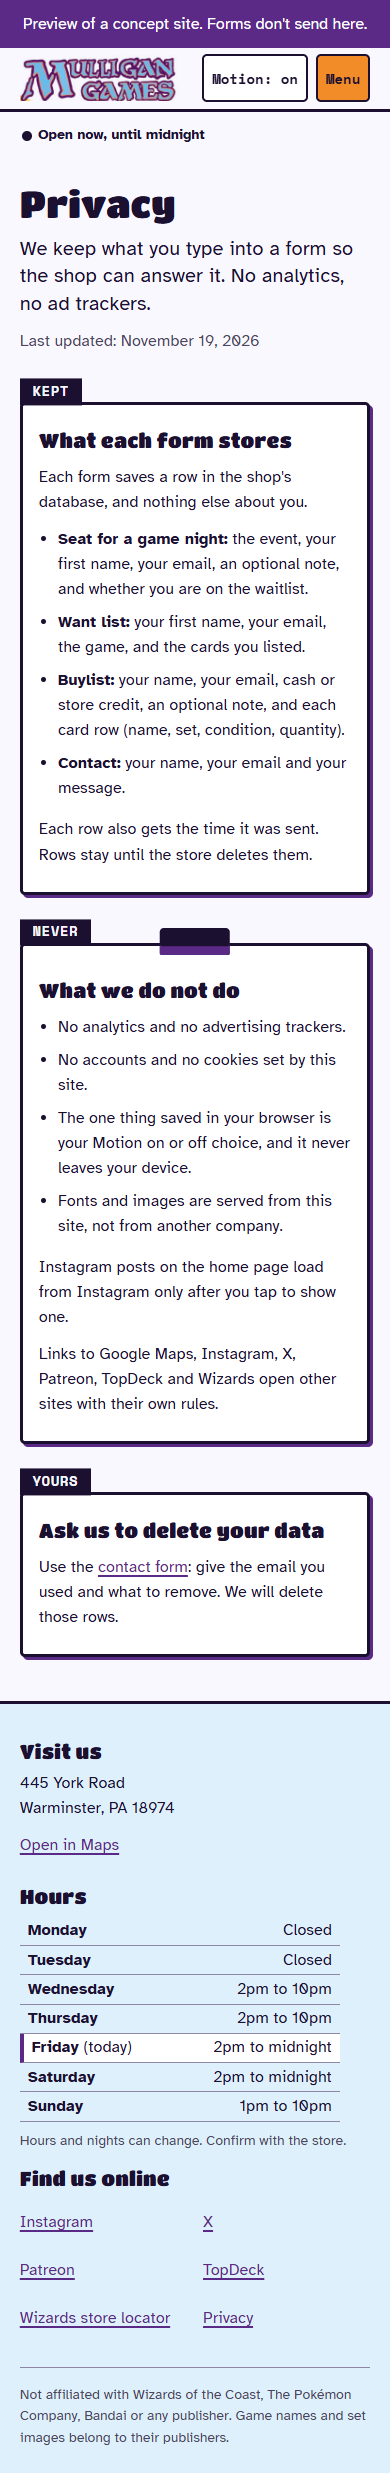 Preview of a concept site. Forms don't send here.
MULLIGAN GAMES
Motion: on
Menu
Open now, until midnight
Privacy
We keep what you type into a form so
the shop can answer it. No analytics,
no ad trackers.
Last updated: November 19, 2026
KEPT
What each form stores
Each form saves a row in the shop's
database, and nothing else about you.
• Seat for a game night: the event, your
first name, your email, an optional note,
and whether you are on the waitlist.
• Want list: your first name, your email,
the game, and the cards you listed.
• Buylist: your name, your email, cash or
store credit, an optional note, and each
card row (name, set, condition, quantity).
• Contact: your name, your email and your
message.
Each row also gets the time it was sent.
Rows stay until the store deletes them.
NEVER
What we do not do
• No analytics and no advertising trackers.
• No accounts and no cookies set by this
site.
• The one thing saved in your browser is
your Motion on or off choice, and it never
leaves your device.
• Fonts and images are served from this
site, not from another company.
Instagram posts on the home page load
from Instagram only after you tap to show
one.
Links to Google Maps, Instagram, X,
Patreon, TopDeck and Wizards open other
sites with their own rules.
YOURS
Ask us to delete your data
Use the contact form: give the email you
used and what to remove. We will delete
those rows.
Visit us
445 York Road
Warminster, PA 18974
Open in Maps
Hours
Monday Closed
Tuesday Closed
Wednesday 2pm to 10pm
Thursday 2pm to 10pm
Friday (today) 2pm to midnight
Saturday 2pm to midnight
Sunday 1pm to 10pm
Hours and nights can change. Confirm with the store.
Find us online
Instagram X
Patreon TopDeck
Wizards store locator Privacy
Not affiliated with Wizards of the Coast, The Pokémon
Company, Bandai or any publisher. Game names and set
images belong to their publishers.